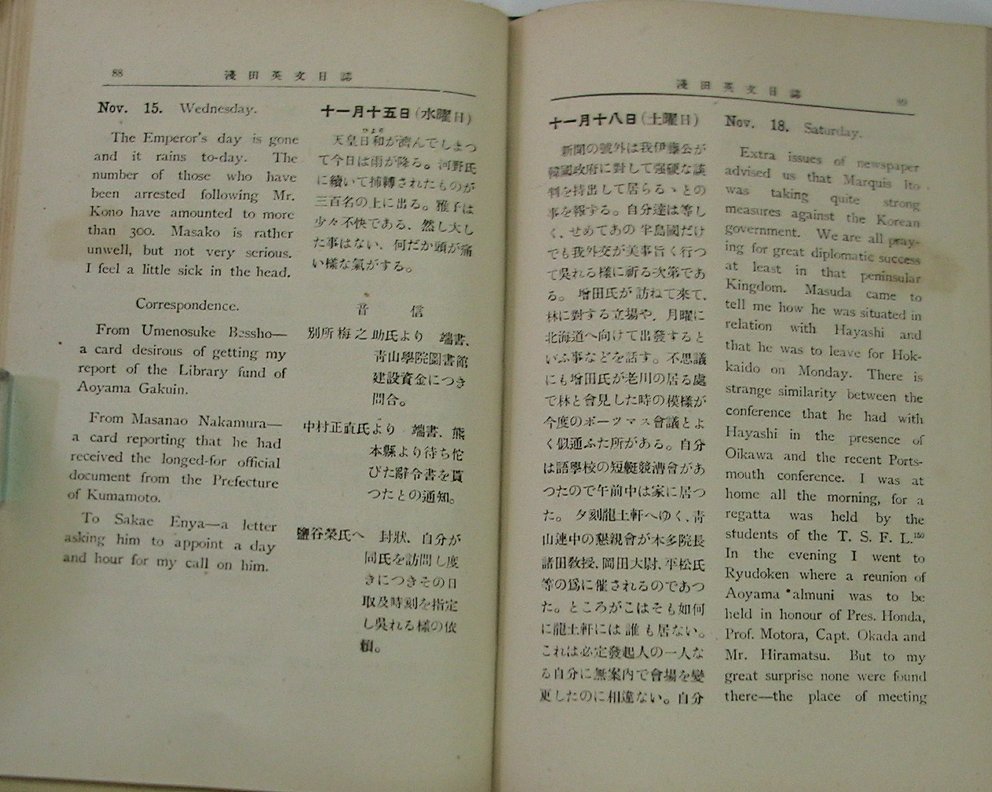 88
淺田英文日誌
Nov. 15. Wednesday.
The Emperor's day is gone
and it rains to-day. The
number of those who have
been arrested following Mr.
Kono have amounted to more
than 300. Masako is rather
unwell, but not very serious.
I feel a little sick in the head.
Correspondence.
From Umenosuke Bessho—
a card desirous of getting my
report of the Library fund of
Aoyama Gakuin.
From Masanao Nakamura—
a card reporting that he had
received the longed-for official
document from the Prefecture
of Kumamoto.
To Sakae Enya—a letter
asking him to appoint a day
and hour for my call on him.
十一月十五日(水曜日)
天皇日和が濟んでしまつ
て今日は雨が降る。河野氏
に續いて捕縛されたものが
三百名の上に出る。雅子は
少々不快である、然し大し
た事はない、何だか頭が痛
い樣な氣がする。
音信
別所梅之助氏より 端書、
青山學院圖書館
建設資金につき
問合。
中村正直氏より 端書、熊
本縣より待ち佗
びた辭令書を貰
つたとの通知。
鹽谷榮氏へ 封狀、自分が
同氏を訪問し度
きにつきその日
取及時刻を指定
し吳れる樣の依
賴。
淺田英文日誌
89
十一月十八日(土曜日)
新聞の號外は我伊藤公が
韓國政府に對して强硬な談
判を持出して居らるゝとの
事を報ずる。自分達は等し
く、せめてあの半島國だけ
でも我外交が美事旨く行つ
て吳れる樣に祈る次第であ
る。增田氏が訪ねて來て、
林に對する立場や、月曜に
北海道へ向けて出發すると
いふ事などを話す。不思議
にも增田氏が老川の居る處
で林と會見した時の模樣が
今度のポーツマス會議とよ
く似通ふた所がある。自分
は語學校の短艇競漕會があ
つたので午前中は家に居つ
た。夕刻龍土軒へゆく、靑
山連中の懇親會が本多院長
諸田敎授、岡田大尉、平松氏
等の爲に催されるのであつ
た。ところがこはそも如何
に龍土軒には誰も居ない。
これは必定發起人の一人な
る自分に無案內で會場を變
更したのに相違ない。自分
Nov. 18. Saturday.
Extra issues of newspaper
advised us that Marquis Ito
was taking quite strong
measures against the Korean
government. We are all pray-
ing for great diplomatic success
at least in that peninsular
Kingdom. Masuda came to
tell me how he was situated in
relation with Hayashi and
that he was to leave for Hok-
kaido on Monday. There is
strange similarity between the
conference that he had with
Hayashi in the presence of
Oikawa and the recent Ports-
mouth conference. I was at
home all the morning, for a
regatta was held by the
students of the T. S. F. L.
In the evening I went to
Ryudoken where a reunion of
Aoyama almuni was to be
held in honour of Pres. Honda,
Prof. Motora, Capt. Okada and
Mr. Hiramatsu. But to my
great surprise none were found
there—the place of meeting